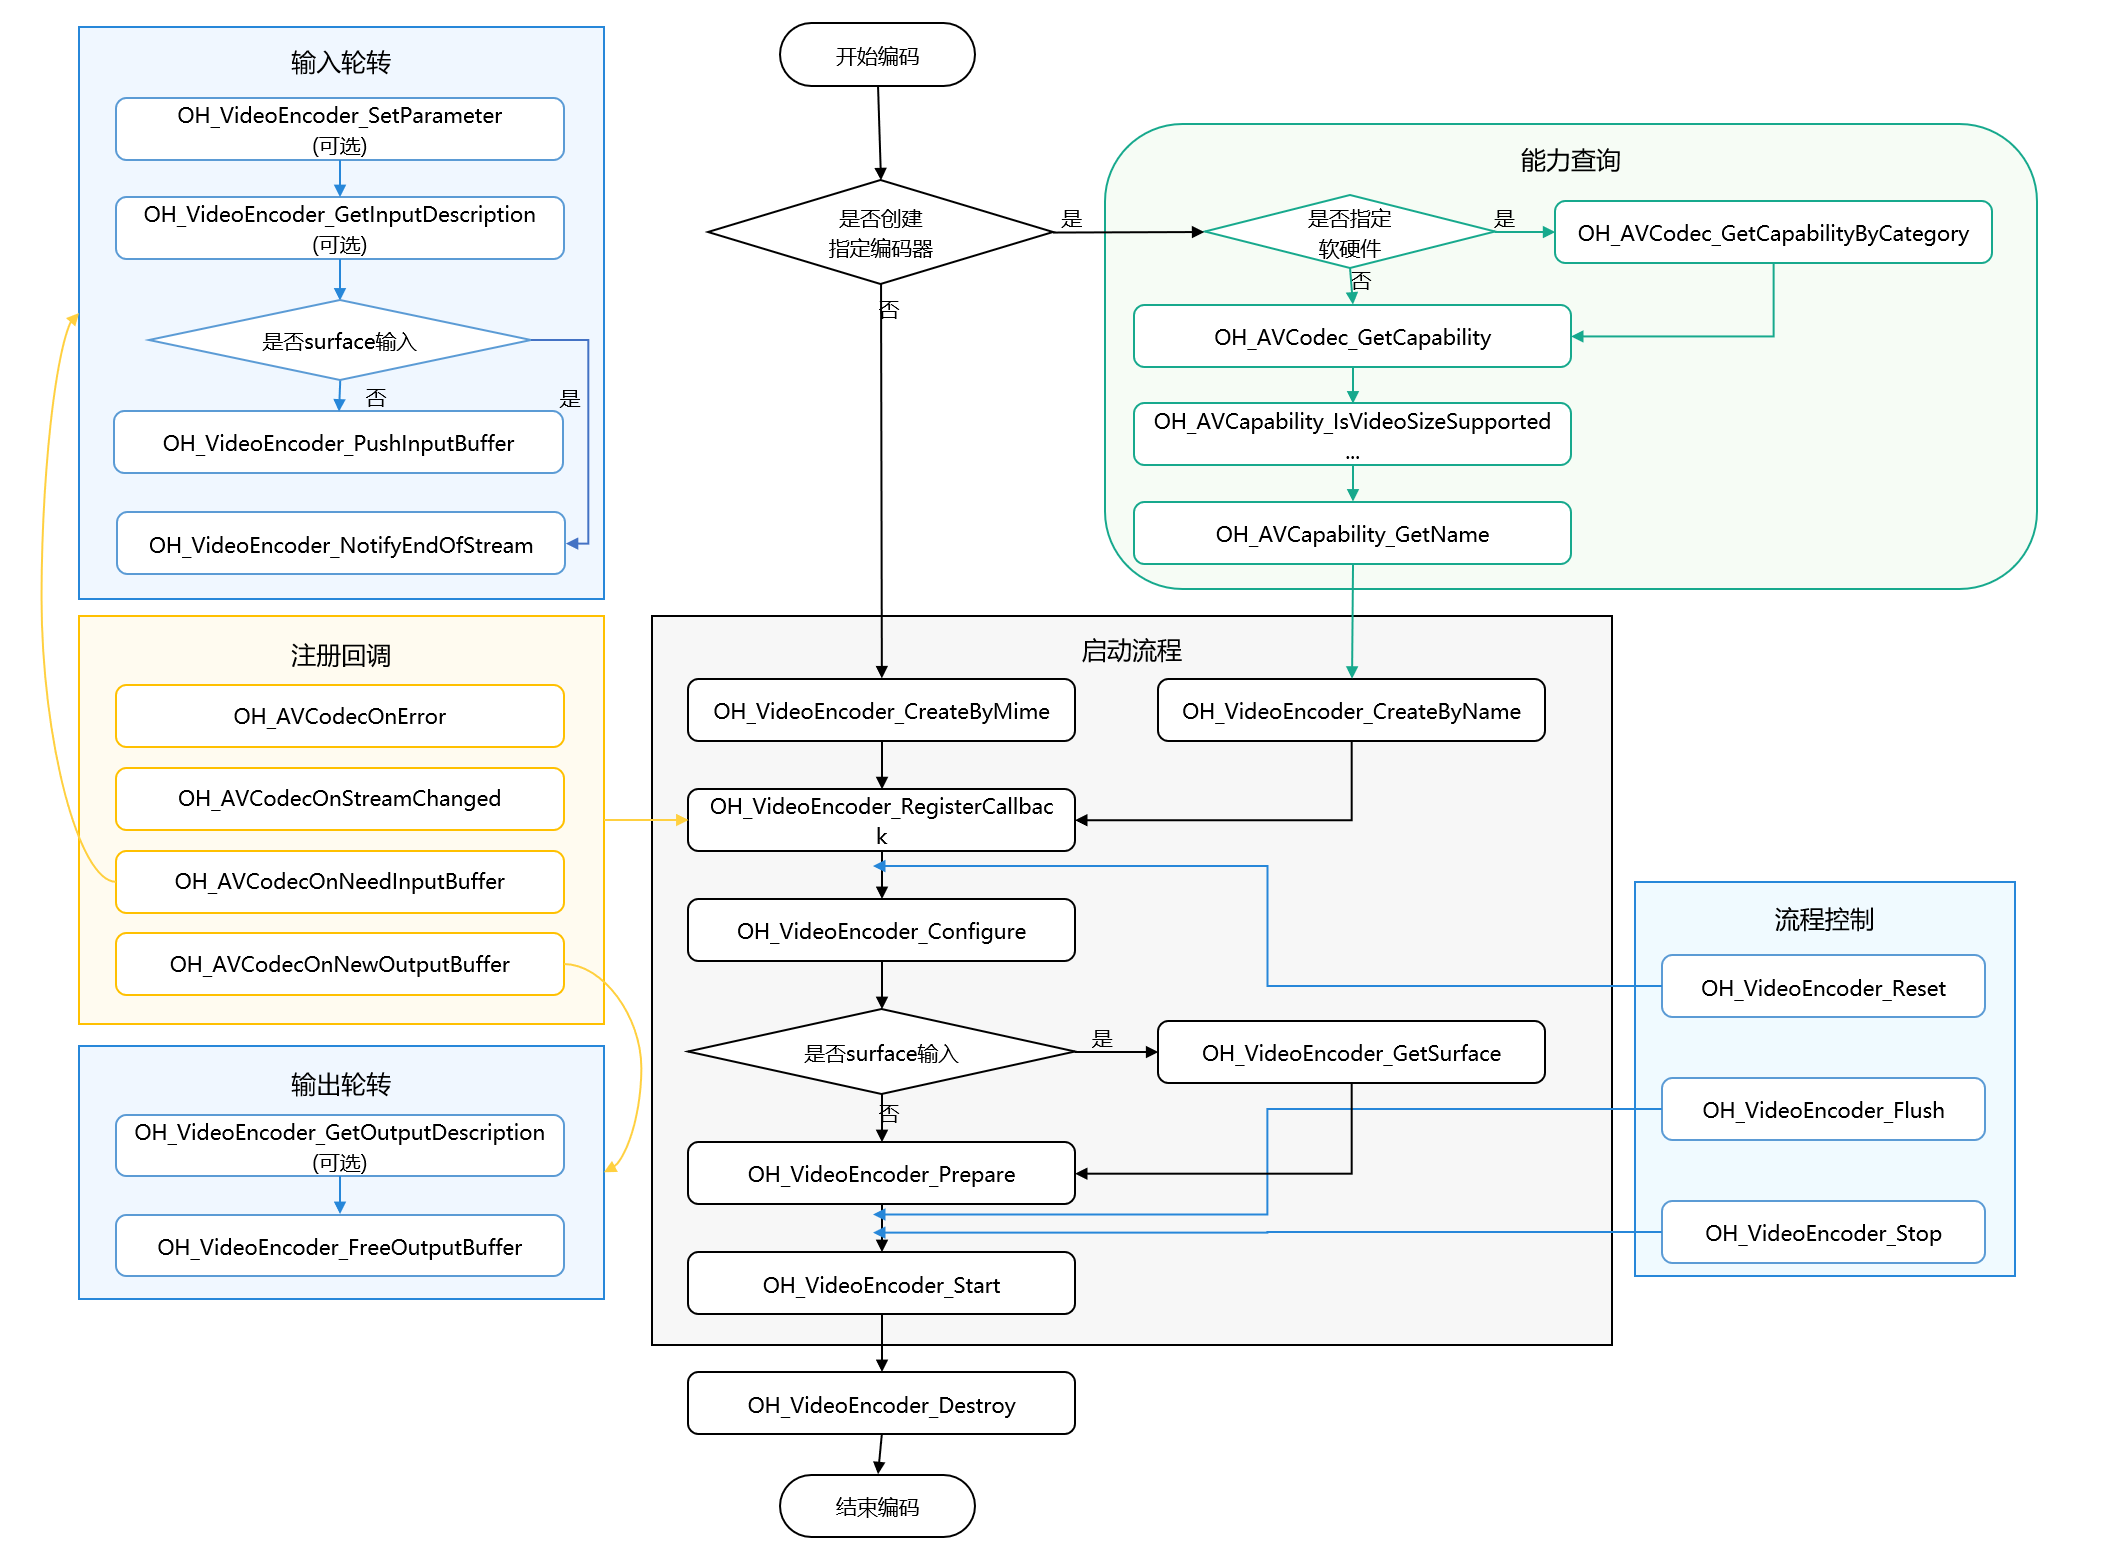 开始编码
是否创建
指定编码器
是
否
能力查询
是否指定
软硬件
是
否
OH_AVCodec_GetCapabilityByCategory
OH_AVCodec_GetCapability
OH_AVCapability_IsVideoSizeSupported
...
OH_AVCapability_GetName
输入轮转
OH_VideoEncoder_SetParameter
(可选)
OH_VideoEncoder_GetInputDescription
(可选)
是否surface输入
否
是
OH_VideoEncoder_PushInputBuffer
OH_VideoEncoder_NotifyEndOfStream
注册回调
OH_AVCodecOnError
OH_AVCodecOnStreamChanged
OH_AVCodecOnNeedInputBuffer
OH_AVCodecOnNewOutputBuffer
输出轮转
OH_VideoEncoder_GetOutputDescription
(可选)
OH_VideoEncoder_FreeOutputBuffer
启动流程
OH_VideoEncoder_CreateByMime
OH_VideoEncoder_CreateByName
OH_VideoEncoder_RegisterCallbac
k
OH_VideoEncoder_Configure
是否surface输入
是
否
OH_VideoEncoder_GetSurface
OH_VideoEncoder_Prepare
OH_VideoEncoder_Start
流程控制
OH_VideoEncoder_Reset
OH_VideoEncoder_Flush
OH_VideoEncoder_Stop
OH_VideoEncoder_Destroy
结束编码